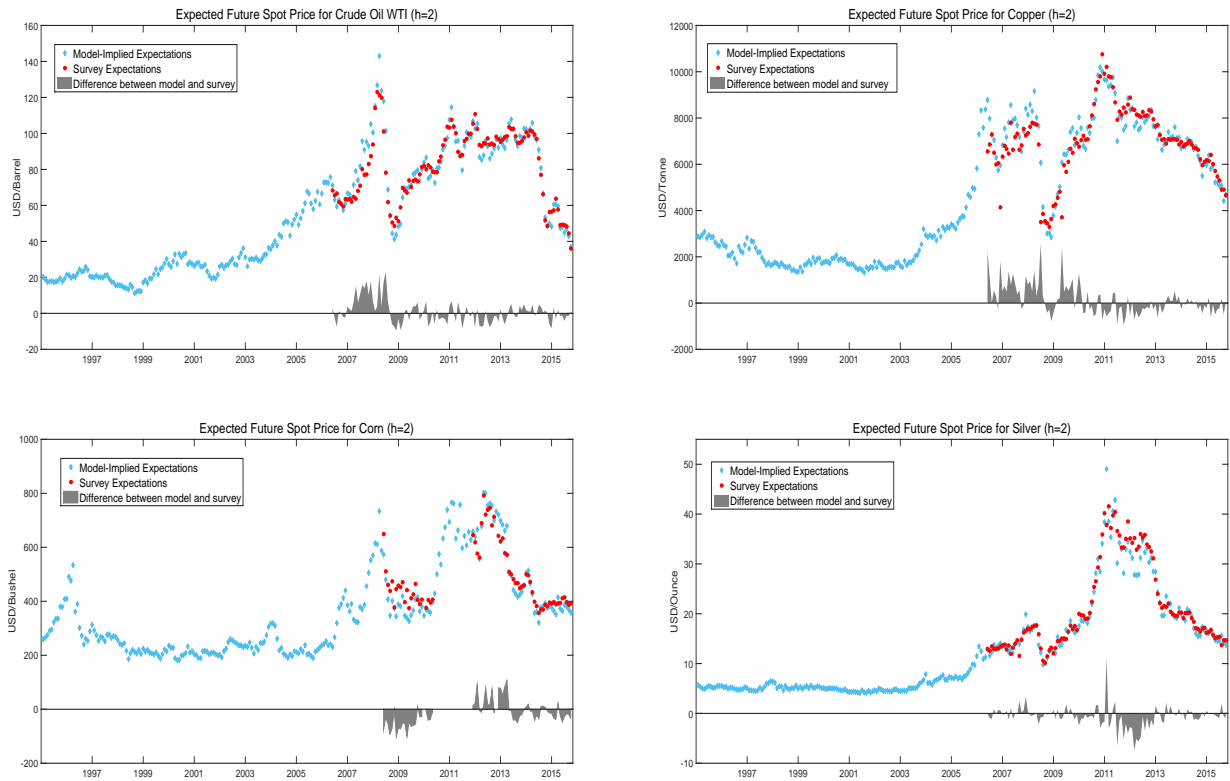 Expected Future Spot Price for Crude Oil WTI (h=2)
160
140
120
100
80
60
40
20
0
-20
USD/Barrel
Model-Implied Expectations
Survey Expectations
Difference between model and survey
1997 1999 2001 2003 2005 2007 2009 2011 2013 2015
Expected Future Spot Price for Copper (h=2)
12000
10000
8000
6000
4000
2000
0
-2000
USD/Tonne
Model-Implied Expectations
Survey Expectations
Difference between model and survey
1997 1999 2001 2003 2005 2007 2009 2011 2013 2015
Expected Future Spot Price for Corn (h=2)
1000
800
600
400
200
0
-200
USD/Bushel
Model-Implied Expectations
Survey Expectations
Difference between model and survey
1997 1999 2001 2003 2005 2007 2009 2011 2013 2015
Expected Future Spot Price for Silver (h=2)
50
40
30
20
10
0
-10
USD/Ounce
Model-Implied Expectations
Survey Expectations
Difference between model and survey
1997 1999 2001 2003 2005 2007 2009 2011 2013 2015